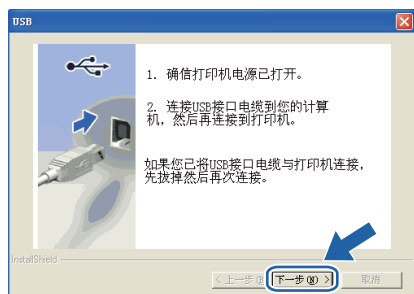 USB
1. 确信打印机电源已打开。
2. 连接USB接口电缆到您的计算
机，然后再连接到打印机。
如果您已将USB接口电缆与打印机连接，
先拔掉然后再次连接。
InstallShield
< 上一步(B) 下一步(N) > 取消